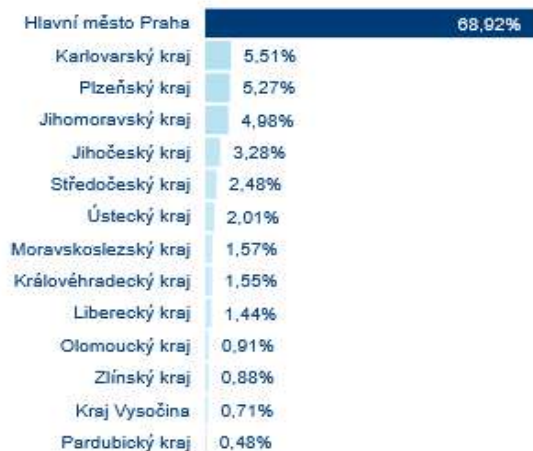 Hlavní město Praha 68,92%
Karlovarský kraj 5,51%
Plzeňský kraj 5,27%
Jihomoravský kraj 4,98%
Jihočeský kraj 3,28%
Středočeský kraj 2,48%
Ústecký kraj 2,01%
Moravskoslezský kraj 1,57%
Královéhradecký kraj 1,55%
Liberecký kraj 1,44%
Olomoucký kraj 0,91%
Zlínský kraj 0,88%
Kraj Vysočina 0,71%
Pardubický kraj 0,48%